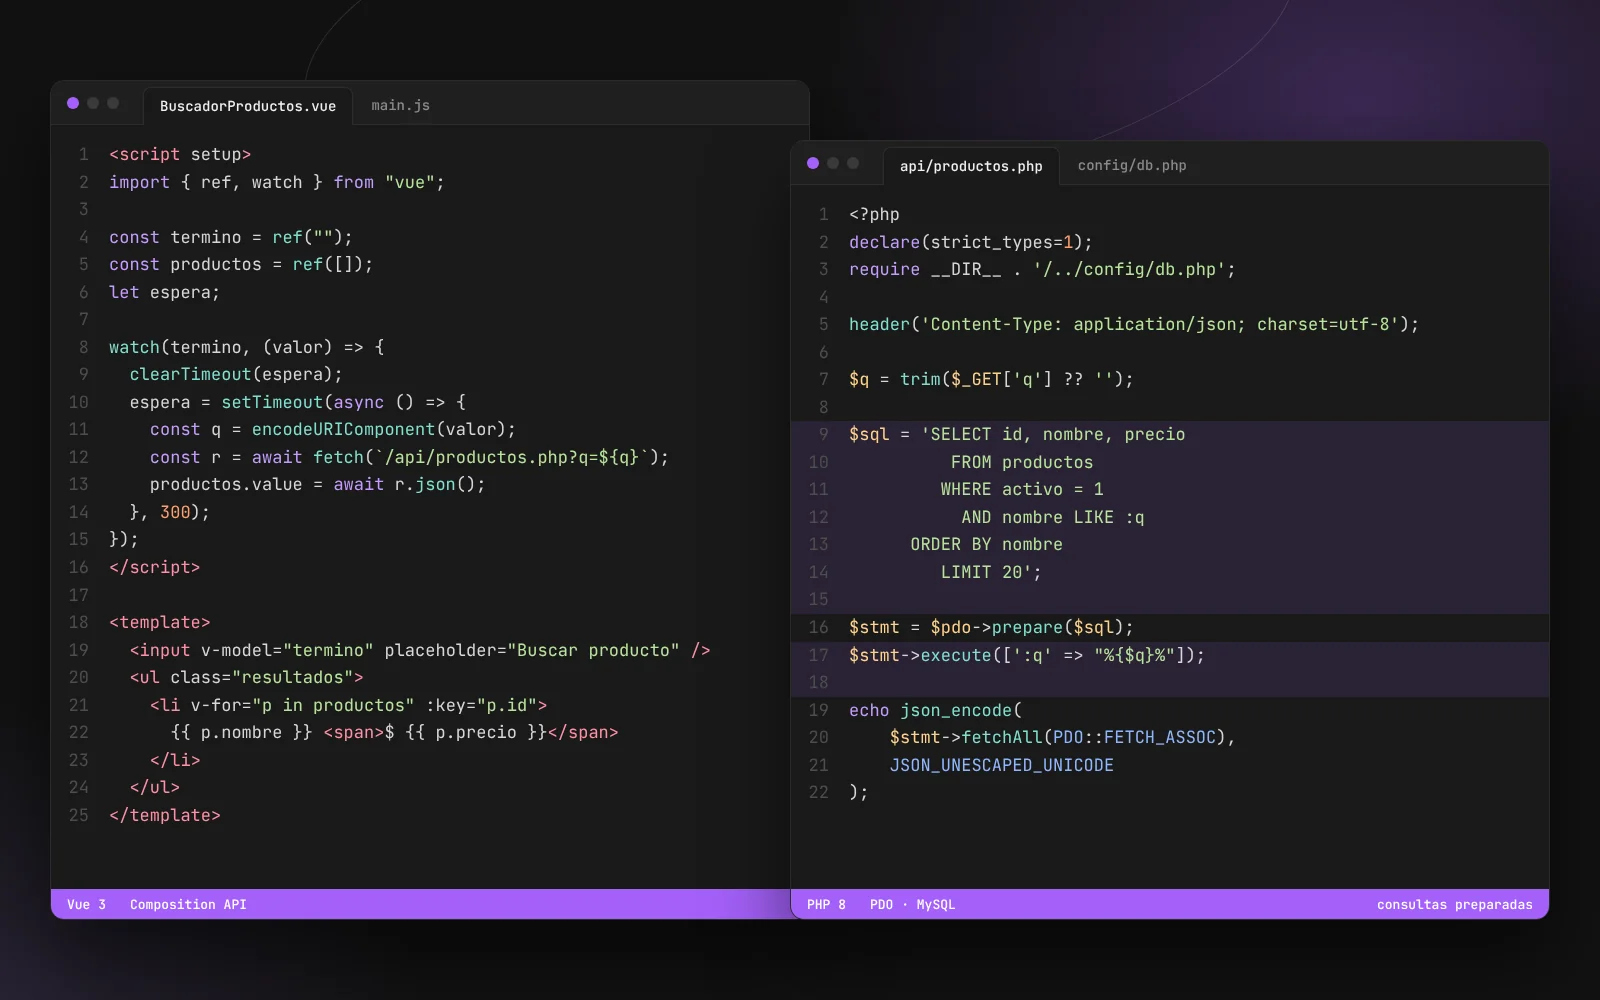 BuscadorProductos.vue main.js
1 <script setup>
2 import { ref, watch } from "vue";
3
4 const termino = ref("");
5 const productos = ref([]);
6 let espera;
7
8 watch(termino, (valor) => {
9   clearTimeout(espera);
10   espera = setTimeout(async () => {
11     const q = encodeURIComponent(valor);
12     const r = await fetch(`/api/productos.php?q=${q}`);
13     productos.value = await r.json();
14   }, 300);
15 });
16 </script>
17
18 <template>
19   <input v-model="termino" placeholder="Buscar producto" />
20   <ul class="resultados">
21     <li v-for="p in productos" :key="p.id">
22       {{ p.nombre }} <span>$ {{ p.precio }}</span>
23     </li>
24   </ul>
25 </template>
Vue 3 Composition API
api/productos.php config/db.php
1 <?php
2 declare(strict_types=1);
3 require __DIR__ . '/../config/db.php';
4
5 header('Content-Type: application/json; charset=utf-8');
6
7 $q = trim($_GET['q'] ?? '');
8
9 $sql = 'SELECT id, nombre, precio
10           FROM productos
11          WHERE activo = 1
12            AND nombre LIKE :q
13       ORDER BY nombre
14          LIMIT 20';
15
16 $stmt = $pdo->prepare($sql);
17 $stmt->execute([':q' => "%{$q}%"]);
18
19 echo json_encode(
20     $stmt->fetchAll(PDO::FETCH_ASSOC),
21     JSON_UNESCAPED_UNICODE
22 );
PHP 8 PDO · MySQL consultas preparadas